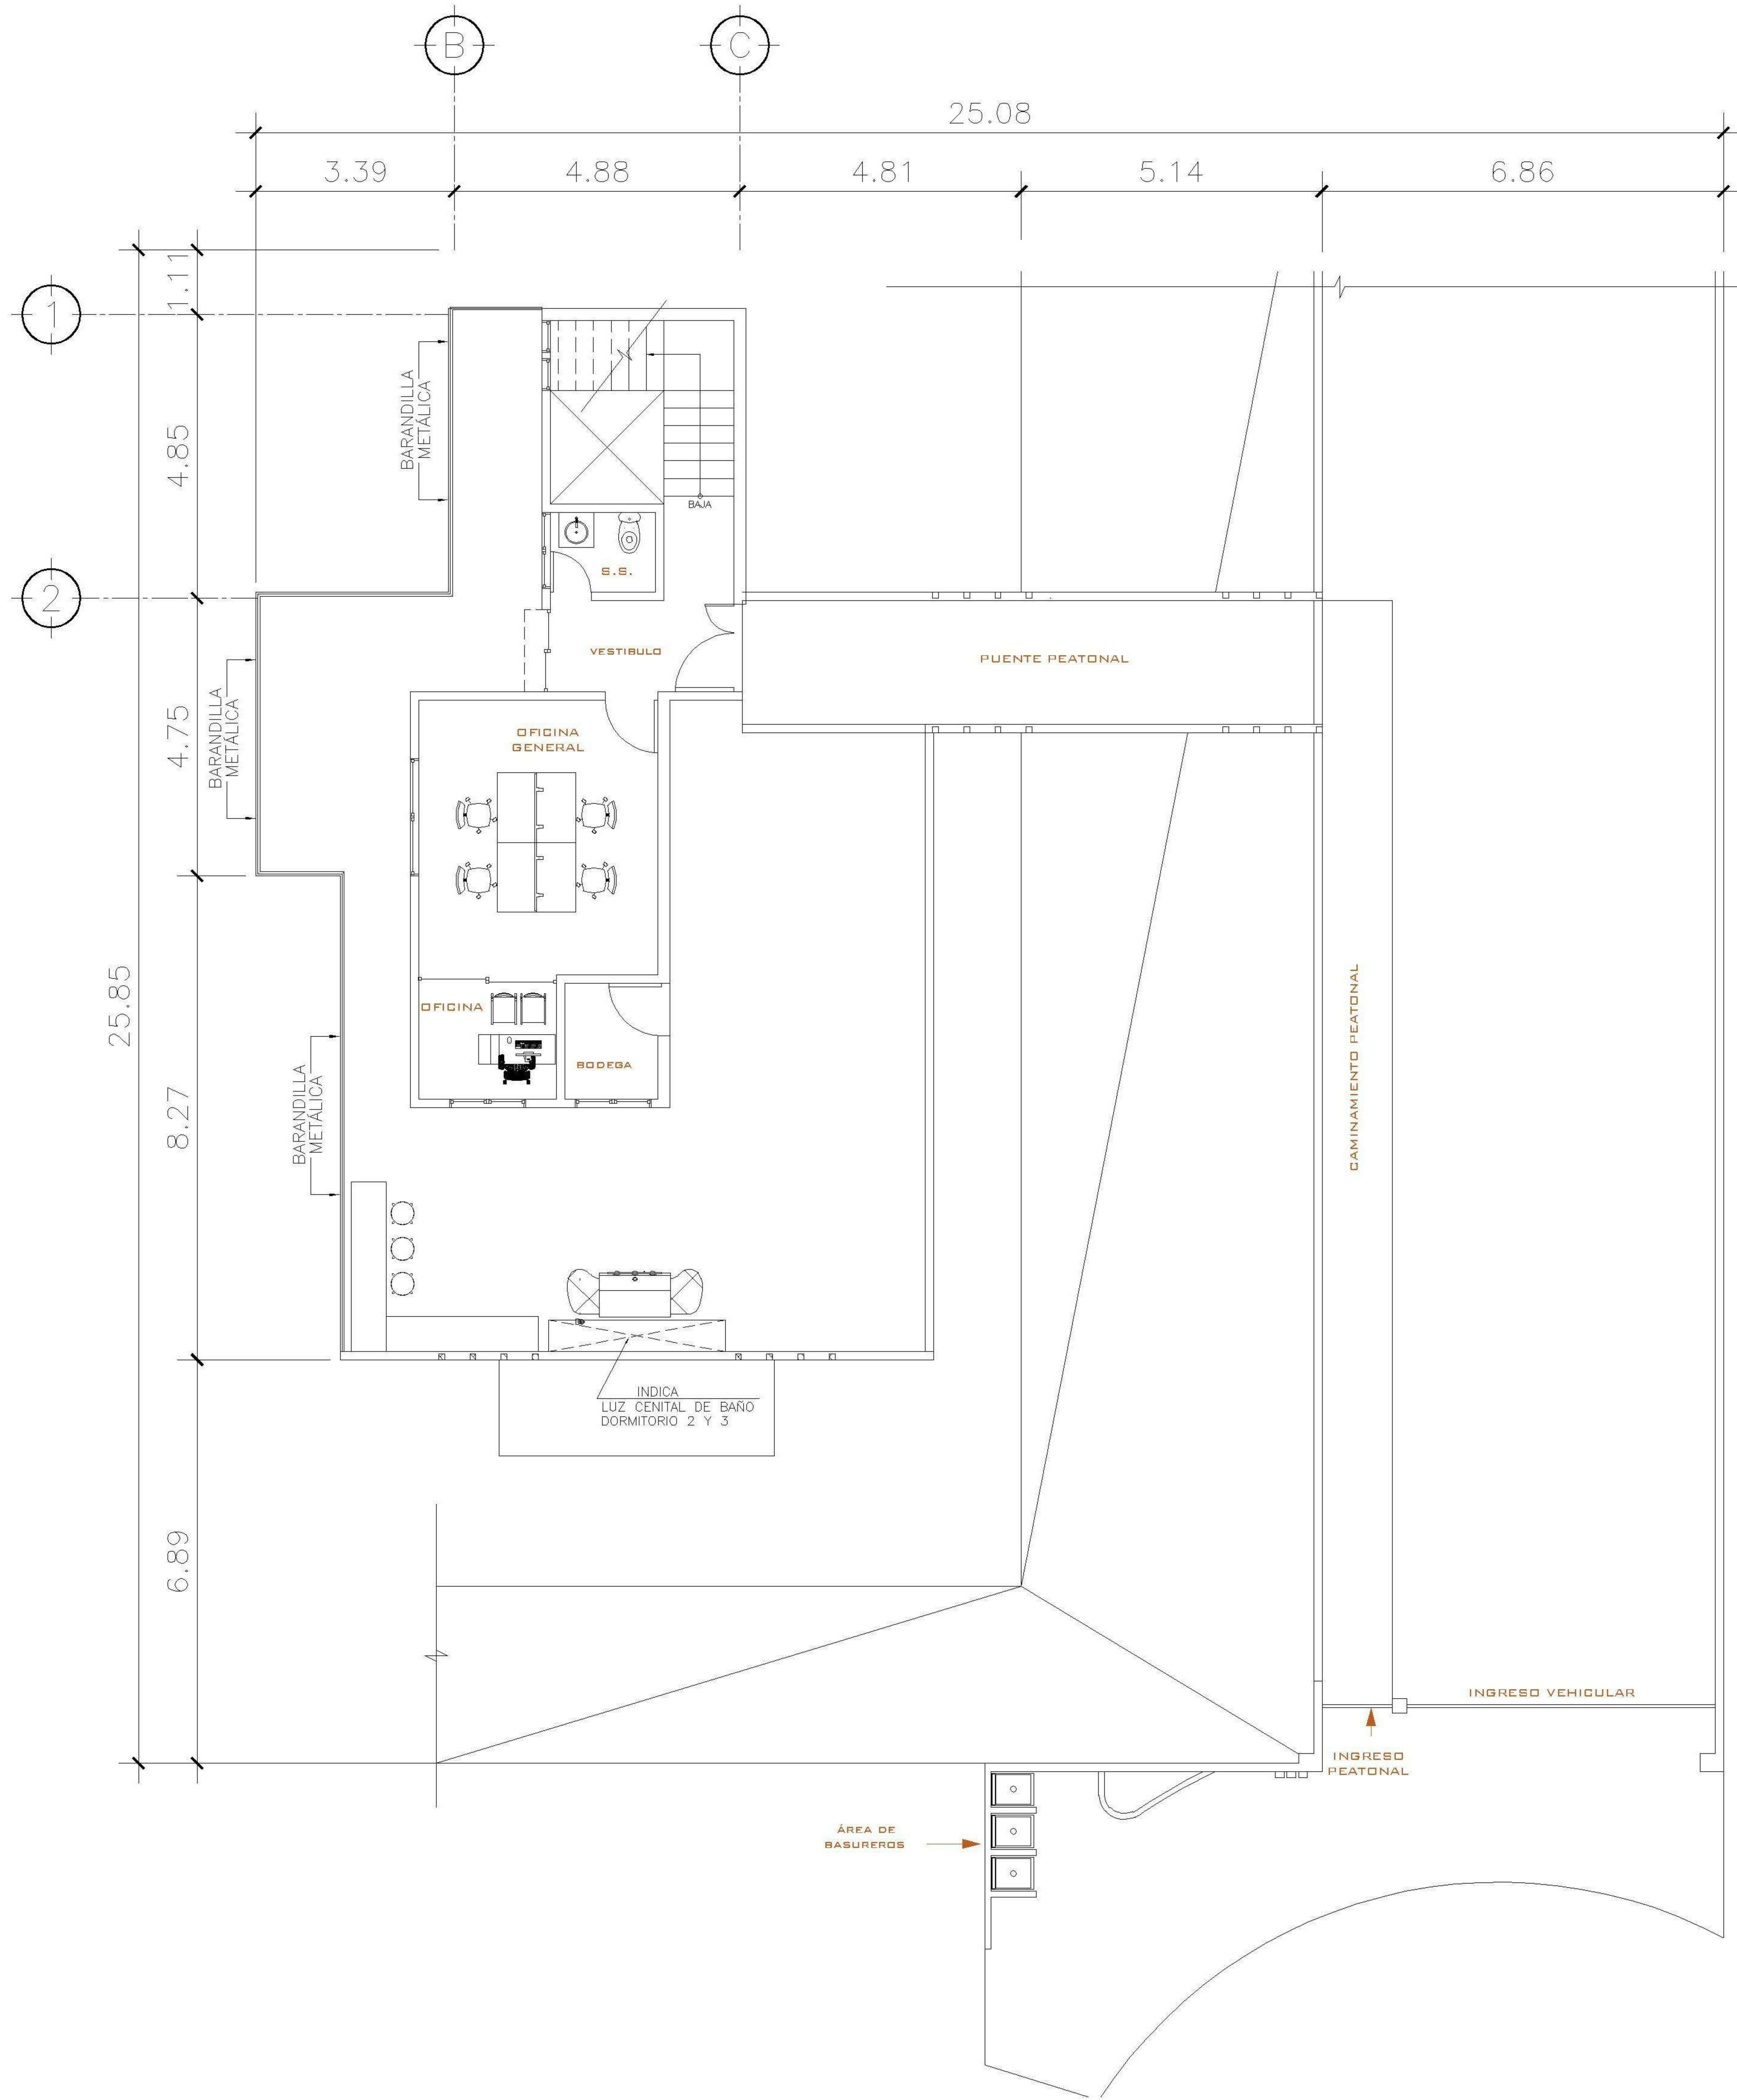 B
C
25.08
3.39
4.88
4.81
5.14
6.86
1.11
1
4.85
BARANDILLA
METÁLICA
BAJA
S.S.
2
VESTIBULO
PUENTE PEATONAL
4.75
BARANDILLA
METÁLICA
OFICINA
GENERAL
25.85
OFICINA
BODEGA
CAMINAMIENTO PEATONAL
8.27
BARANDILLA
METÁLICA
INDICA
LUZ CENITAL DE BAÑO
DORMITORIO 2 Y 3
6.89
INGRESO VEHICULAR
INGRESO
PEATONAL
ÁREA DE
BASUREROS